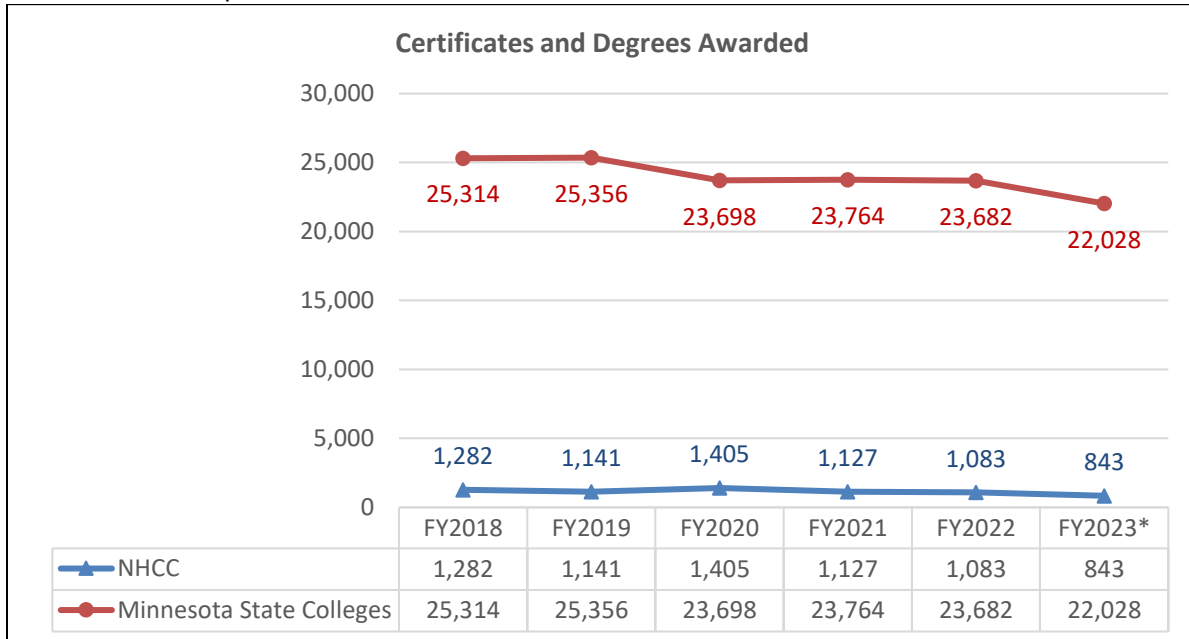 Certificates and Degrees Awarded
30,000
25,000
20,000
15,000
10,000
5,000
0
25,314 25,356 23,698 23,764 23,682 22,028
1,282 1,141 1,405 1,127 1,083 843
FY2018 FY2019 FY2020 FY2021 FY2022 FY2023*
NHCC 1,282 1,141 1,405 1,127 1,083 843
Minnesota State Colleges 25,314 25,356 23,698 23,764 23,682 22,028